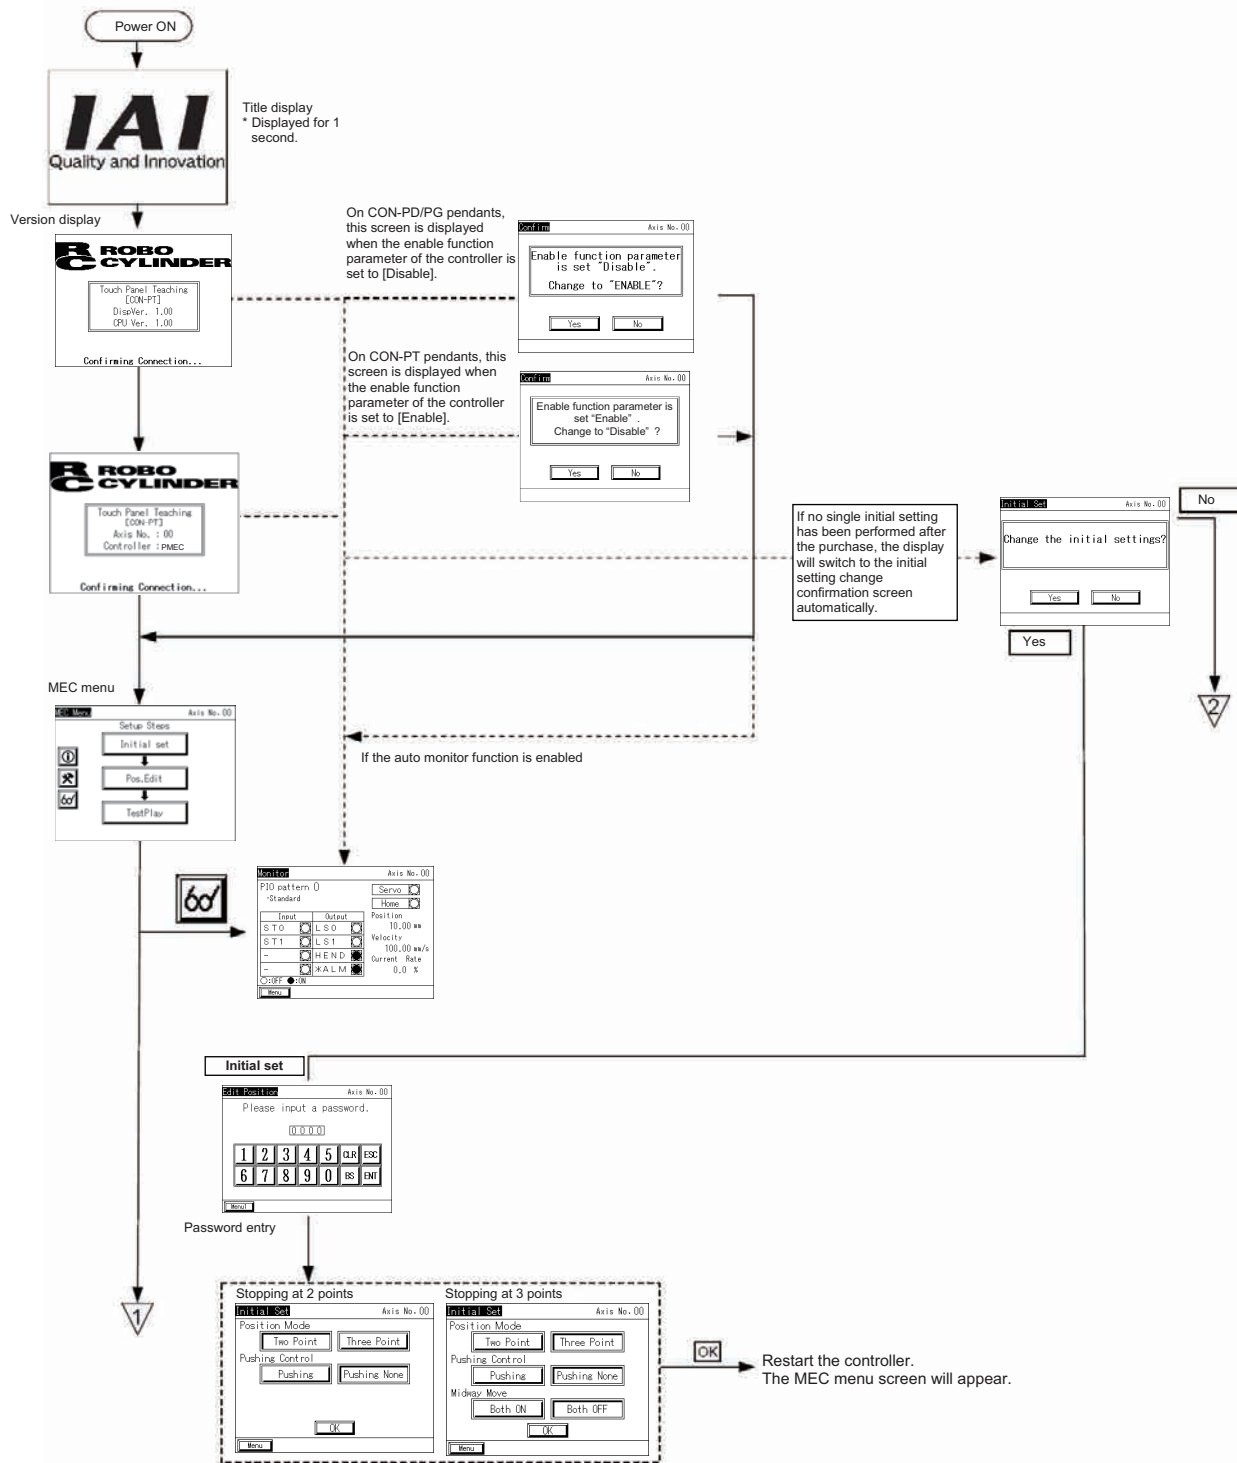 Power ON
IAI
Quality and Innovation
Title display
* Displayed for 1
second.
Version display
RC ROBO
CYLINDER
Touch Panel Teaching
[CON-PT]
DispVer. 1.00
CPU Ver. 1.00
Confirming Connection...
On CON-PD/PG pendants,
this screen is displayed
when the enable function
parameter of the controller is
set to [Disable].
Confirm
Axis No.00
Enable function parameter
is set "Disable".
Change to "ENABLE"?
Yes
No
On CON-PT pendants, this
screen is displayed when
the enable function
parameter of the controller
is set to [Enable].
Confirm
Axis No.00
Enable function parameter is
set “Enable” .
Change to “Disable” ?
Yes
No
RC ROBO
CYLINDER
Touch Panel Teaching
[CON-PT]
Axis No. : 00
Controller : PMEC
Confirming Connection...
If no single initial setting
has been performed after
the purchase, the display
will switch to the initial
setting change
confirmation screen
automatically.
Initial Set
Axis No.00
Change the initial settings?
Yes
No
No
Yes
2
MEC menu
MEC Menu
Axis No.00
Setup Steps
Initial set
Pos.Edit
TestPlay
If the auto monitor function is enabled
Monitor
Axis No.00
PIO pattern 0
·Standard
Servo
Home
Input Output
ST0 LS0
ST1 LS1
- HEND
- *ALM
○:OFF ●:ON
Position
10.00 mm
Velocity
100.00 mm/s
Current Rate
0.0 %
Menu
Initial set
Edit Position
Axis No.00
Please input a password.
0000
1 2 3 4 5 CLR ESC
6 7 8 9 0 BS ENT
Menu1
Password entry
1
Stopping at 2 points
Initial Set
Axis No.00
Position Mode
Two Point
Three Point
Pushing Control
Pushing
Pushing None
OK
Menu
Stopping at 3 points
Initial Set
Axis No.00
Position Mode
Two Point
Three Point
Pushing Control
Pushing
Pushing None
Midway Move
Both ON
Both OFF
OK
Menu
OK
Restart the controller.
The MEC menu screen will appear.